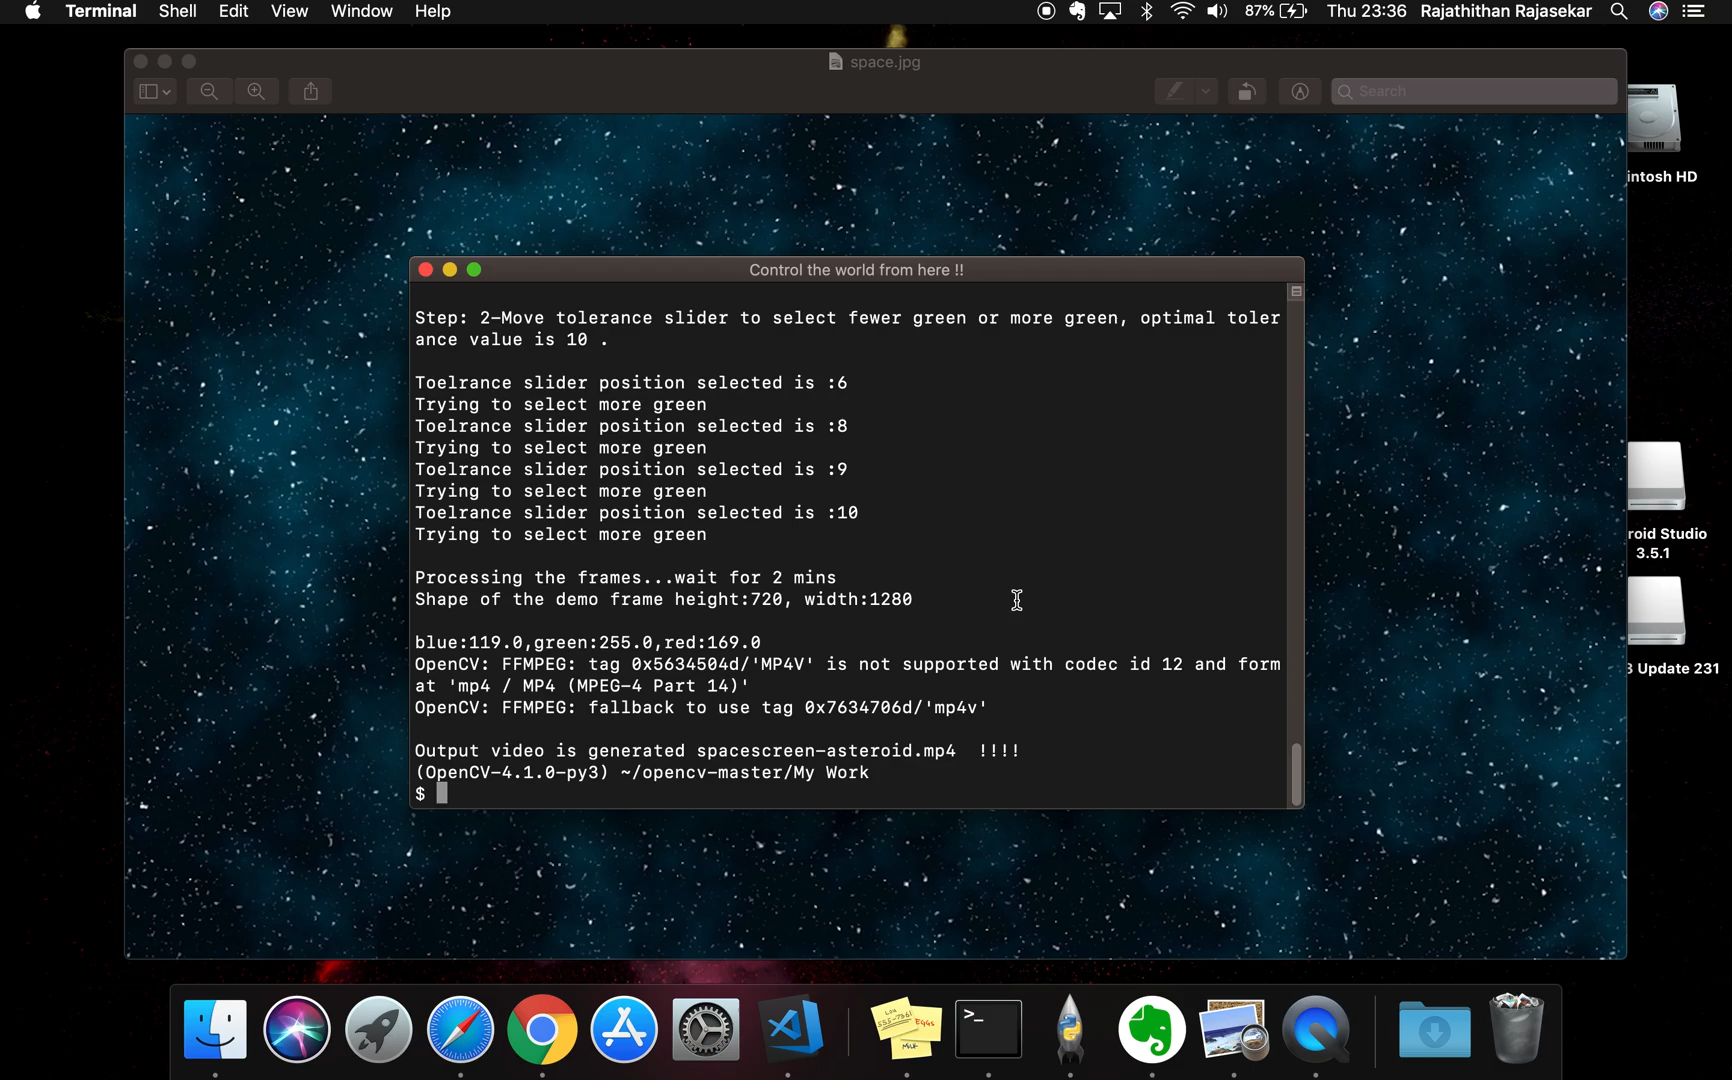 Terminal Shell Edit View Window Help 87% Thu 23:36 Rajathithan Rajasekar
space.jpg
Search
intosh HD
Control the world from here !!
Step: 2-Move tolerance slider to select fewer green or more green, optimal toler
ance value is 10 .
Toelrance slider position selected is :6
Trying to select more green
Toelrance slider position selected is :8
Trying to select more green
Toelrance slider position selected is :9
Trying to select more green
Toelrance slider position selected is :10
Trying to select more green
Processing the frames...wait for 2 mins
Shape of the demo frame height:720, width:1280
blue:119.0,green:255.0,red:169.0
OpenCV: FFMPEG: tag 0x5634504d/'MP4V' is not supported with codec id 12 and form
at 'mp4 / MP4 (MPEG-4 Part 14)'
OpenCV: FFMPEG: fallback to use tag 0x7634706d/'mp4v'
Output video is generated spacescreen-asteroid.mp4  !!!!
(OpenCV-4.1.0-py3) ~/opencv-master/My Work
$
roid Studio
3.5.1
3 Update 231
555-7361
EGGS
MILK
>_